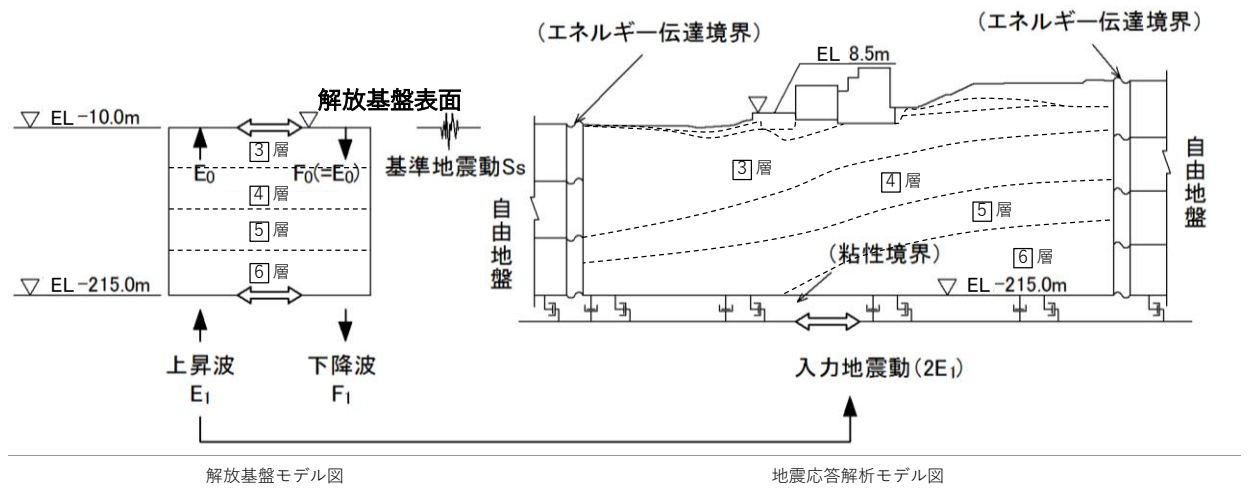 (エネルギー伝達境界)
(エネルギー伝達境界)
EL 8.5m
解放基盤表面
EL -10.0m
3 層
E₀
F₀(=E₀)
基準地震動Ss
4 層
5 層
6 層
EL -215.0m
上昇波
E₁
下降波
F₁
自由地盤
3 層
4 層
5 層
6 層
(粘性境界)
EL -215.0m
自由地盤
入力地震動(2E₁)
解放基盤モデル図
地震応答解析モデル図